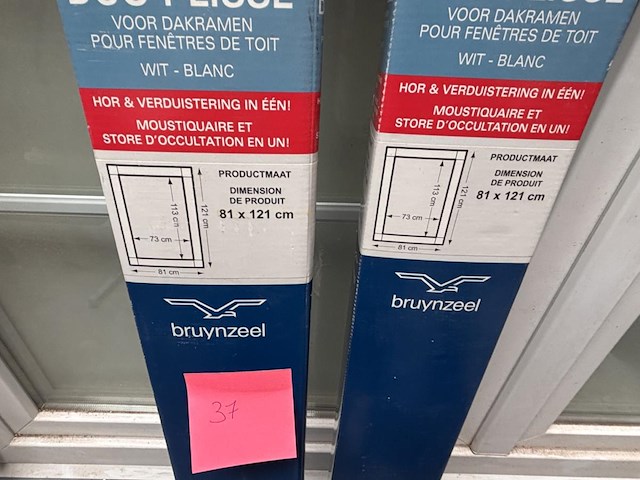 VOOR DAKRAMEN
POUR FENÊTRES DE TOIT
WIT - BLANC
HOR & VERDUISTERING IN ÉÉN!
MOUSTIQUAIRE ET
STORE D'OCCULTATION EN UN!
PRODUCTMAAT
DIMENSION
DE PRODUIT
81 x 121 cm
113 cm
121 cm
73 cm
81 cm
bruynzeel
37
VOOR DAKRAMEN
POUR FENÊTRES DE TOIT
WIT - BLANC
HOR & VERDUISTERING IN ÉÉN!
MOUSTIQUAIRE ET
STORE D'OCCULTATION EN UN!
PRODUCTMAAT
DIMENSION
DE PRODUIT
81 x 121 cm
113 cm
121 cm
73 cm
81 cm
bruynzeel